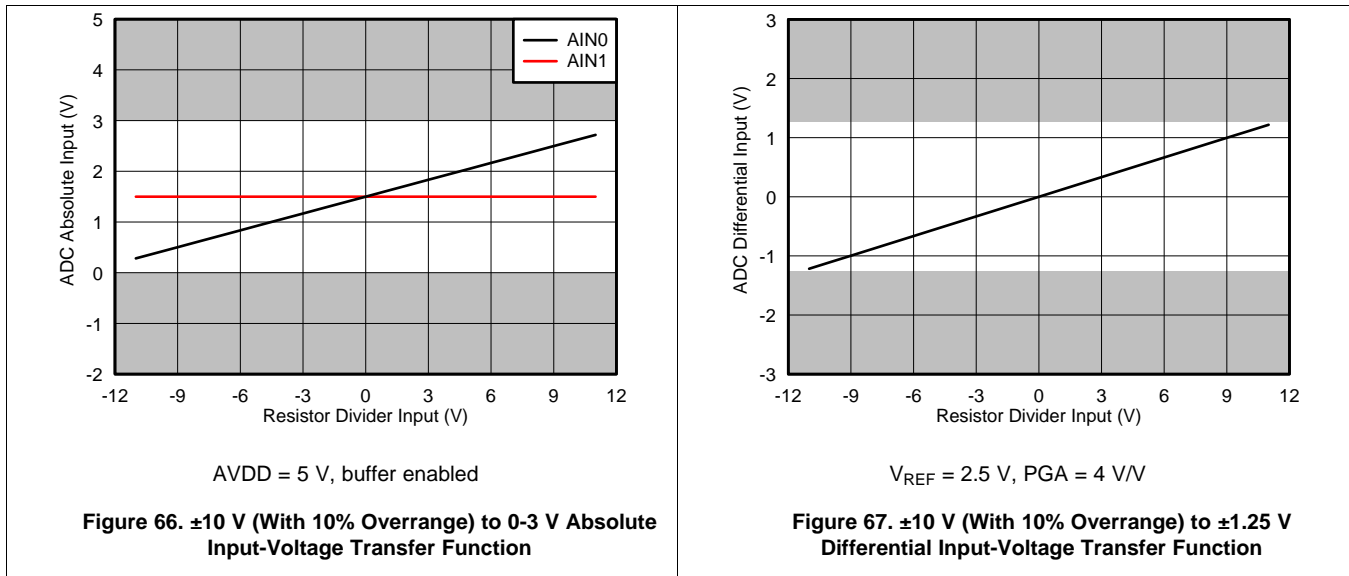 5
4
3
2
1
0
-1
-2
ADC Absolute Input (V)
AIN0
AIN1
-12 -9 -6 -3 0 3 6 9 12
Resistor Divider Input (V)
AVDD = 5 V, buffer enabled
Figure 66. ±10 V (With 10% Overrange) to 0-3 V Absolute
Input-Voltage Transfer Function
3
2
1
0
-1
-2
-3
ADC Differential Input (V)
-12 -9 -6 -3 0 3 6 9 12
Resistor Divider Input (V)
VREF = 2.5 V, PGA = 4 V/V
Figure 67. ±10 V (With 10% Overrange) to ±1.25 V
Differential Input-Voltage Transfer Function